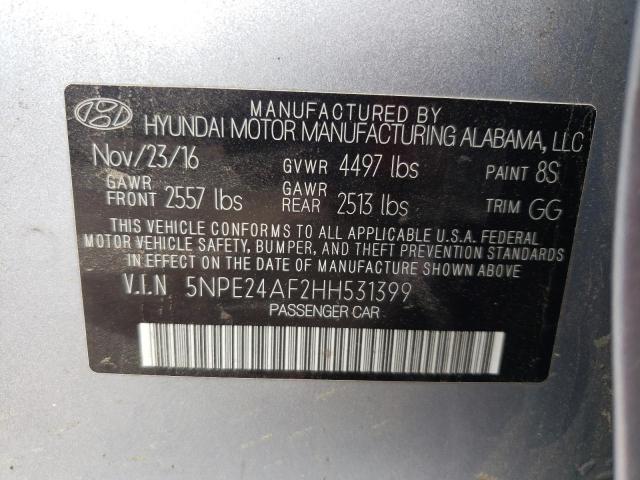 MANUFACTURED BY
HYUNDAI MOTOR MANUFACTURING ALABAMA, LLC
Nov/23/16 GVWR 4497 lbs PAINT 8S
GAWR FRONT 2557 lbs GAWR REAR 2513 lbs TRIM GG
THIS VEHICLE CONFORMS TO ALL APPLICABLE U.S.A. FEDERAL
MOTOR VEHICLE SAFETY, BUMPER, AND THEFT PREVENTION STANDARDS
IN EFFECT ON THE DATE OF MANUFACTURING SHOWN ABOVE
V.I.N 5NPE24AF2HH531399
PASSENGER CAR